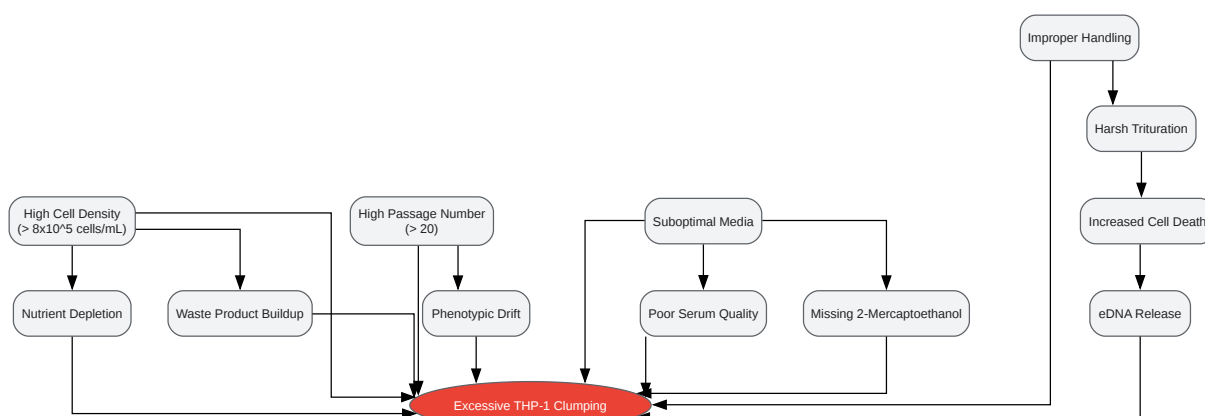 Improper Handling
Harsh Trituration
High Cell Density
(> 8x10^5 cells/mL)
High Passage Number
(> 20)
Suboptimal Media
Increased Cell Death
Nutrient Depletion
Waste Product Buildup
Phenotypic Drift
Poor Serum Quality
Missing 2-Mercaptoethanol
eDNA Release
Excessive THP-1 Clumping